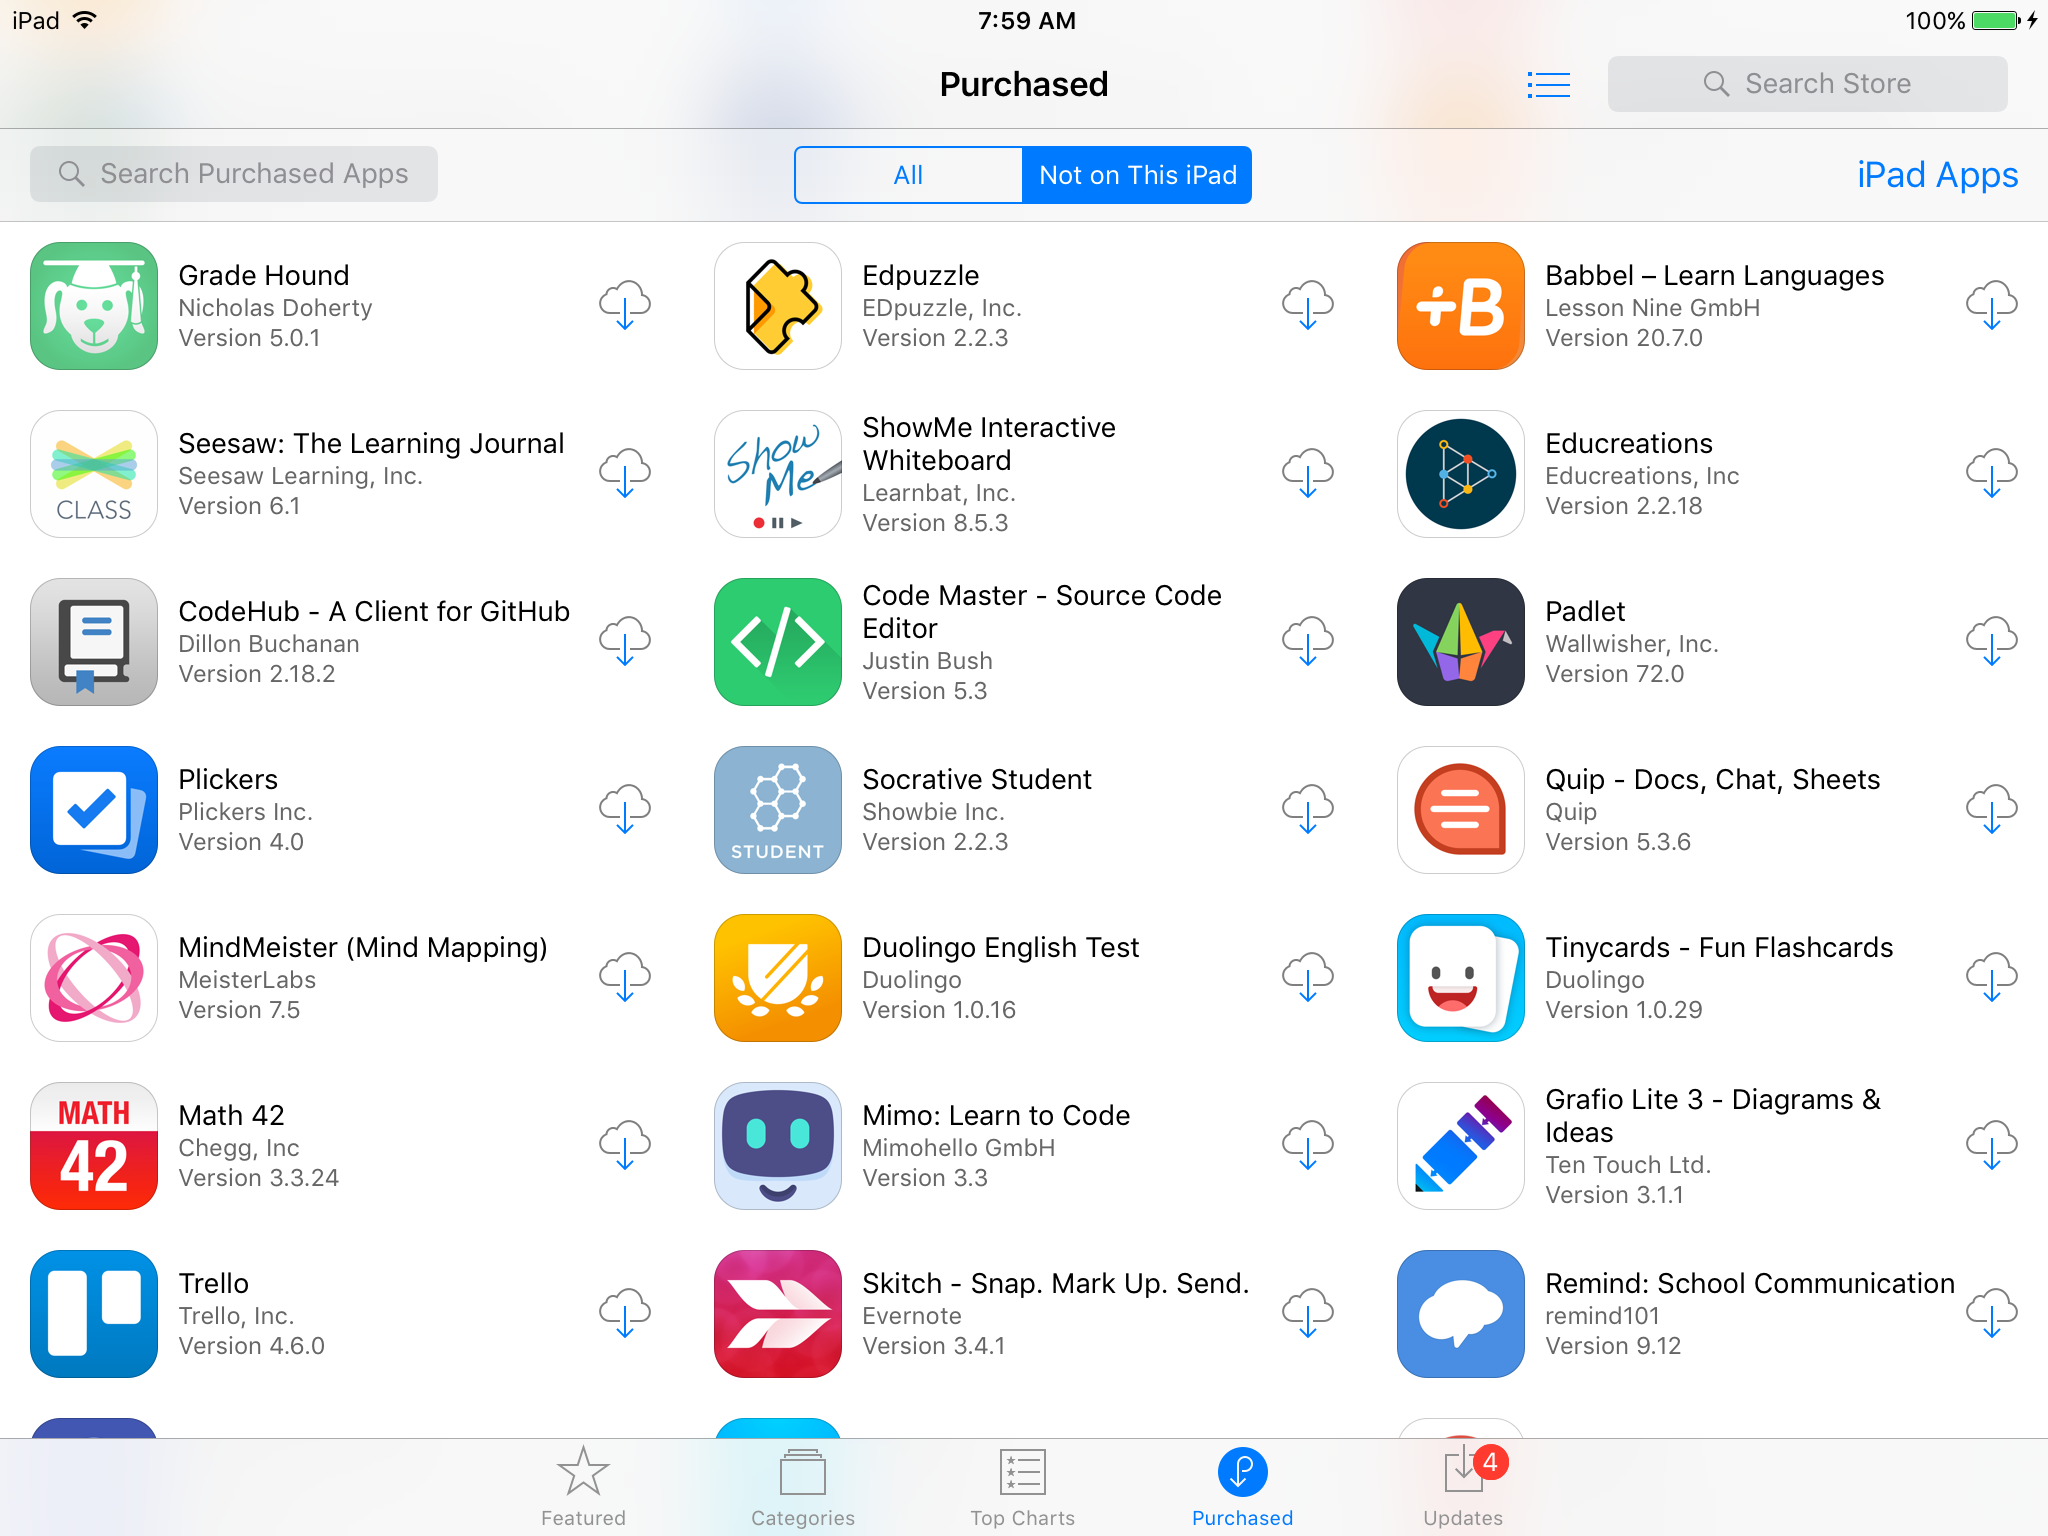 iPad 7:59 AM 100%
Purchased Search Store
Search Purchased Apps All Not on This iPad iPad Apps
Grade Hound
Nicholas Doherty
Version 5.0.1
Edpuzzle
EDpuzzle, Inc.
Version 2.2.3
+B
Babbel – Learn Languages
Lesson Nine GmbH
Version 20.7.0
CLASS
Seesaw: The Learning Journal
Seesaw Learning, Inc.
Version 6.1
Show
Me
ShowMe Interactive
Whiteboard
Learnbat, Inc.
Version 8.5.3
Educreations
Educreations, Inc
Version 2.2.18
CodeHub - A Client for GitHub
Dillon Buchanan
Version 2.18.2
</>
Code Master - Source Code
Editor
Justin Bush
Version 5.3
Padlet
Wallwisher, Inc.
Version 72.0
Plickers
Plickers Inc.
Version 4.0
STUDENT
Socrative Student
Showbie Inc.
Version 2.2.3
Quip - Docs, Chat, Sheets
Quip
Version 5.3.6
MindMeister (Mind Mapping)
MeisterLabs
Version 7.5
Duolingo English Test
Duolingo
Version 1.0.16
Tinycards - Fun Flashcards
Duolingo
Version 1.0.29
MATH
42
Math 42
Chegg, Inc
Version 3.3.24
Mimo: Learn to Code
Mimohello GmbH
Version 3.3
Grafio Lite 3 - Diagrams &
Ideas
Ten Touch Ltd.
Version 3.1.1
Trello
Trello, Inc.
Version 4.6.0
Skitch - Snap. Mark Up. Send.
Evernote
Version 3.4.1
Remind: School Communication
remind101
Version 9.12
4
Featured Categories Top Charts Purchased Updates